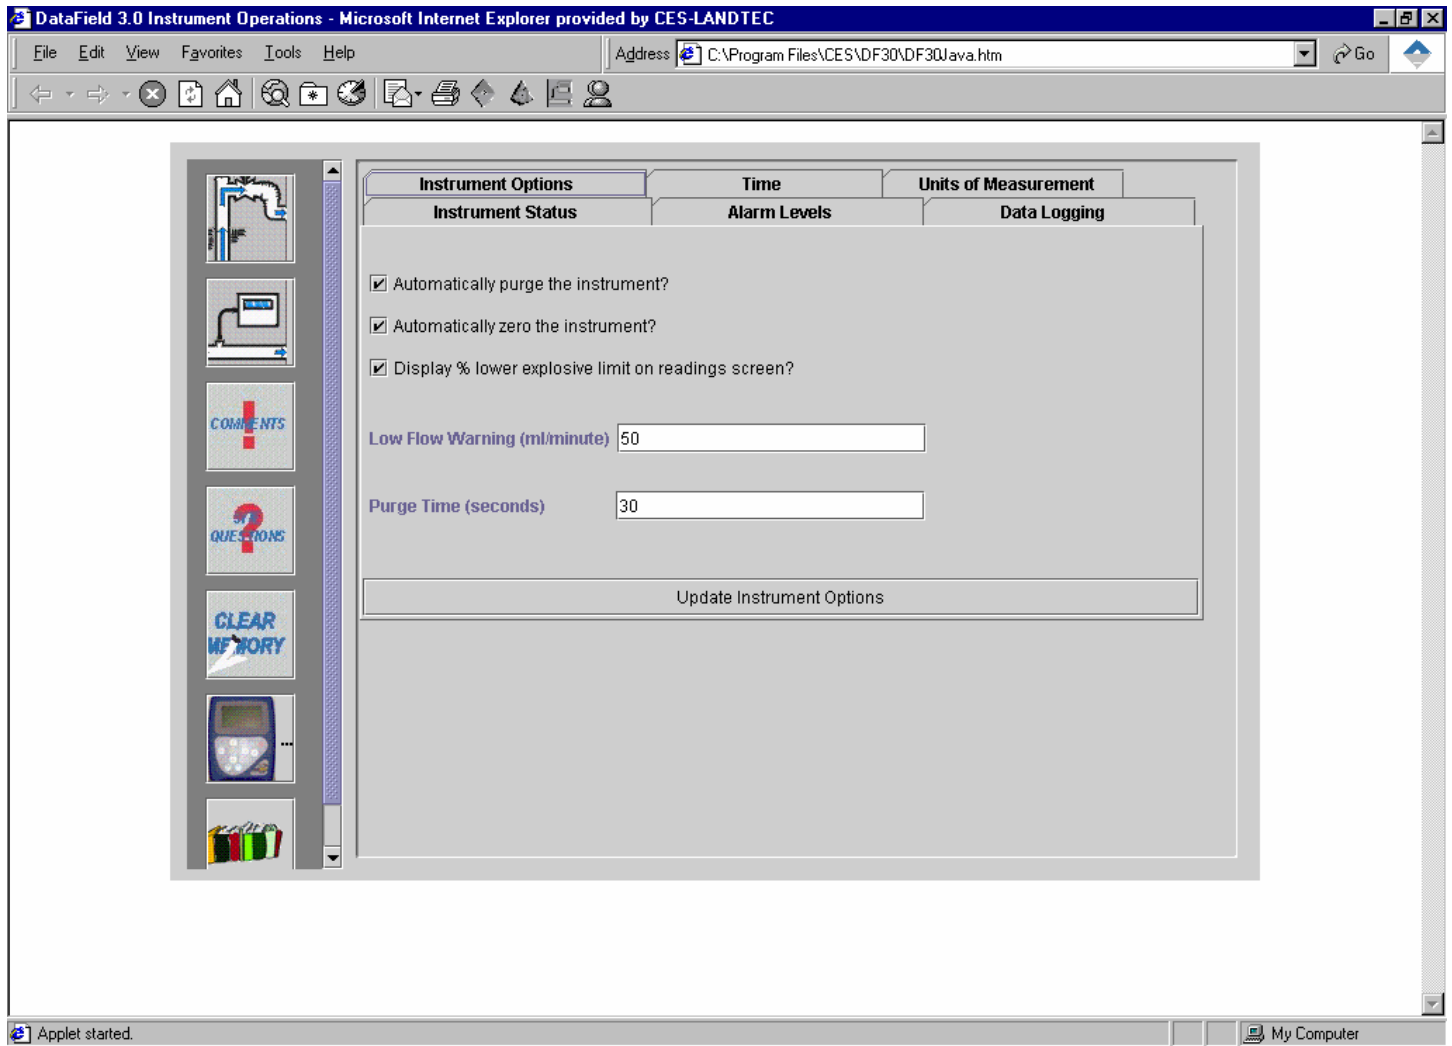 DataField 3.0 Instrument Operations - Microsoft Internet Explorer provided by CES-LANDTEC
File Edit View Favorites Tools Help Address C:\Program Files\CES\DF30\DF30Java.htm Go
Instrument Options Time Units of Measurement
Instrument Status Alarm Levels Data Logging
Automatically purge the instrument?
Automatically zero the instrument?
Display % lower explosive limit on readings screen?
COMMENTS
Low Flow Warning (ml/minute) 50
Purge Time (seconds) 30
QUESTIONS
Update Instrument Options
CLEAR
MEMORY
...
Applet started. My Computer